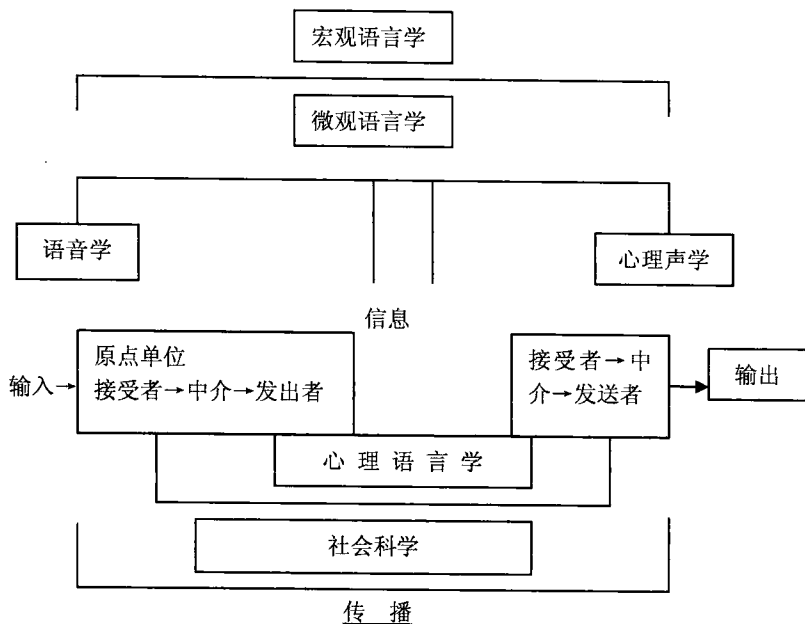 宏观语言学
微观语言学
语音学
心理声学
信息
原点单位
接受者→中介→发出者
输入→
接受者→中
介→发送者
输出
心 理 语 言 学
社会科学
传 播